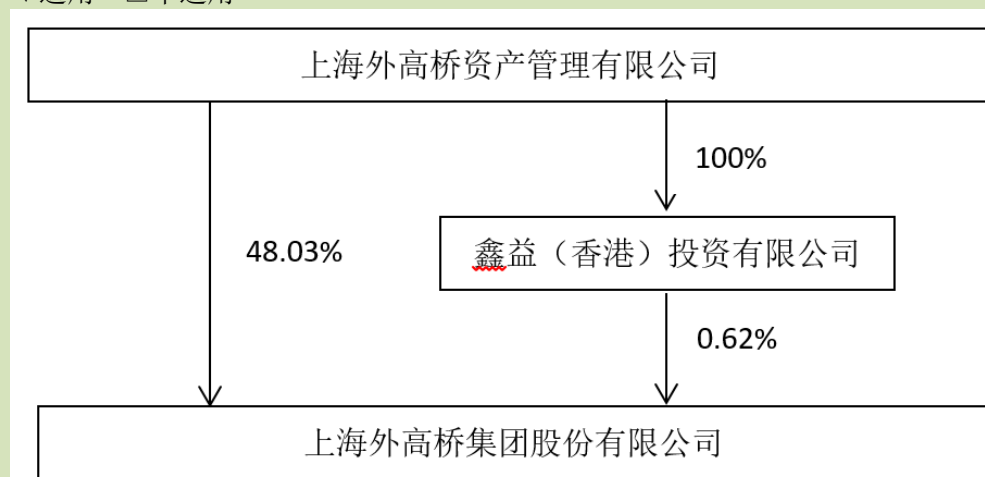 上海外高桥资产管理有限公司
100%
48.03%
鑫益（香港）投资有限公司
0.62%
上海外高桥集团股份有限公司